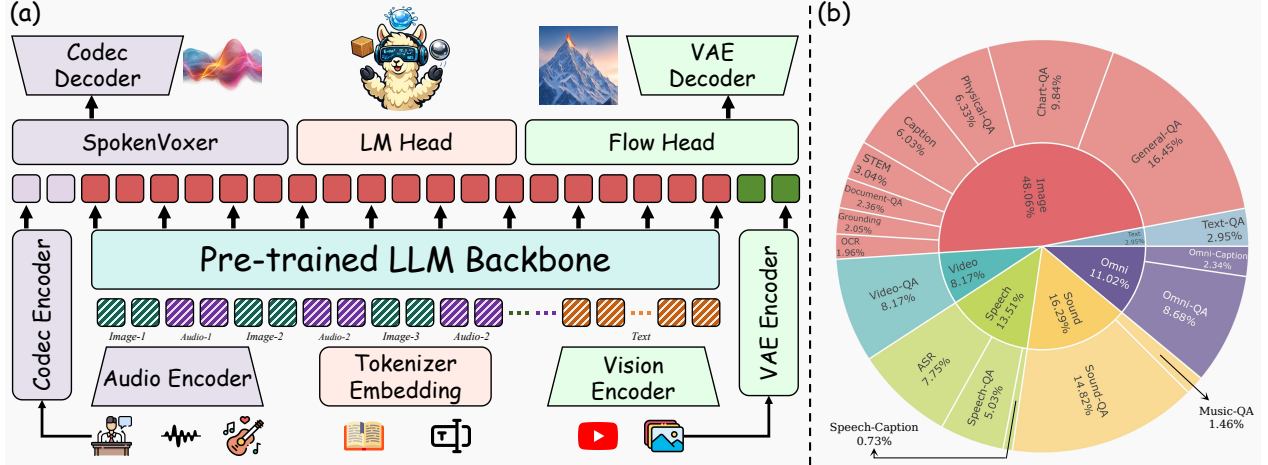 (a)
Codec
Decoder
VAE
Decoder
SpokenVoxer
LM Head
Flow Head
Codec Encoder
Pre-trained LLM Backbone
VAE Encoder
Image-1
Audio-1
Image-2
Audio-2
Image-3
Audio-2
Text
Audio Encoder
Tokenizer
Embedding
Vision
Encoder
T
(b)
Image
48.06%
Text
2.95%
Omni
11.02%
Sound
16.29%
Speech
13.51%
Video
8.17%
General-QA
16.45%
Chart-QA
9.84%
Physical-QA
6.33%
Caption
6.03%
STEM
3.04%
Document-QA
2.36%
Grounding
2.05%
OCR
1.96%
Video-QA
8.17%
ASR
7.75%
Speech-QA
5.03%
Speech-Caption
0.73%
Sound-QA
14.82%
Music-QA
1.46%
Omni-QA
8.68%
Omni-Caption
2.34%
Text-QA
2.95%